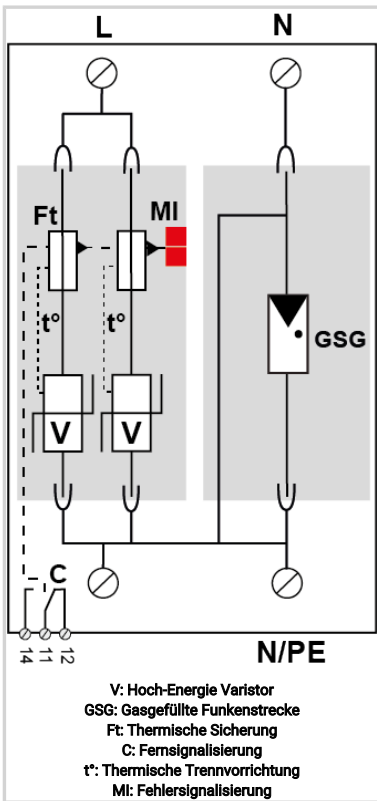 L N
Ft MI
t° t°
GSG
V V
C
14 11 12
N/PE
V: Hoch-Energie Varistor
GSG: Gasgefüllte Funkenstrecke
Ft: Thermische Sicherung
C: Fernsignalisierung
t°: Thermische Trennvorrichtung
MI: Fehlersignalisierung